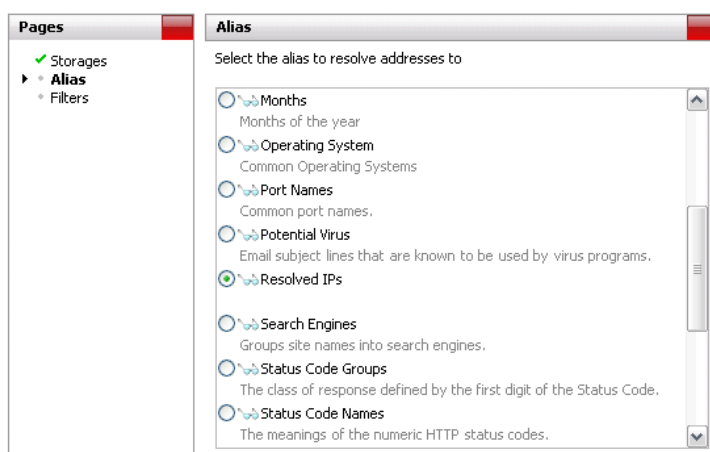 Pages
Storages
Alias
Filters
Alias
Select the alias to resolve addresses to
Months
Months of the year
Operating System
Common Operating Systems
Port Names
Common port names.
Potential Virus
Email subject lines that are known to be used by virus programs.
Resolved IPs
Search Engines
Groups site names into search engines.
Status Code Groups
The class of response defined by the first digit of the Status Code.
Status Code Names
The meanings of the numeric HTTP status codes.